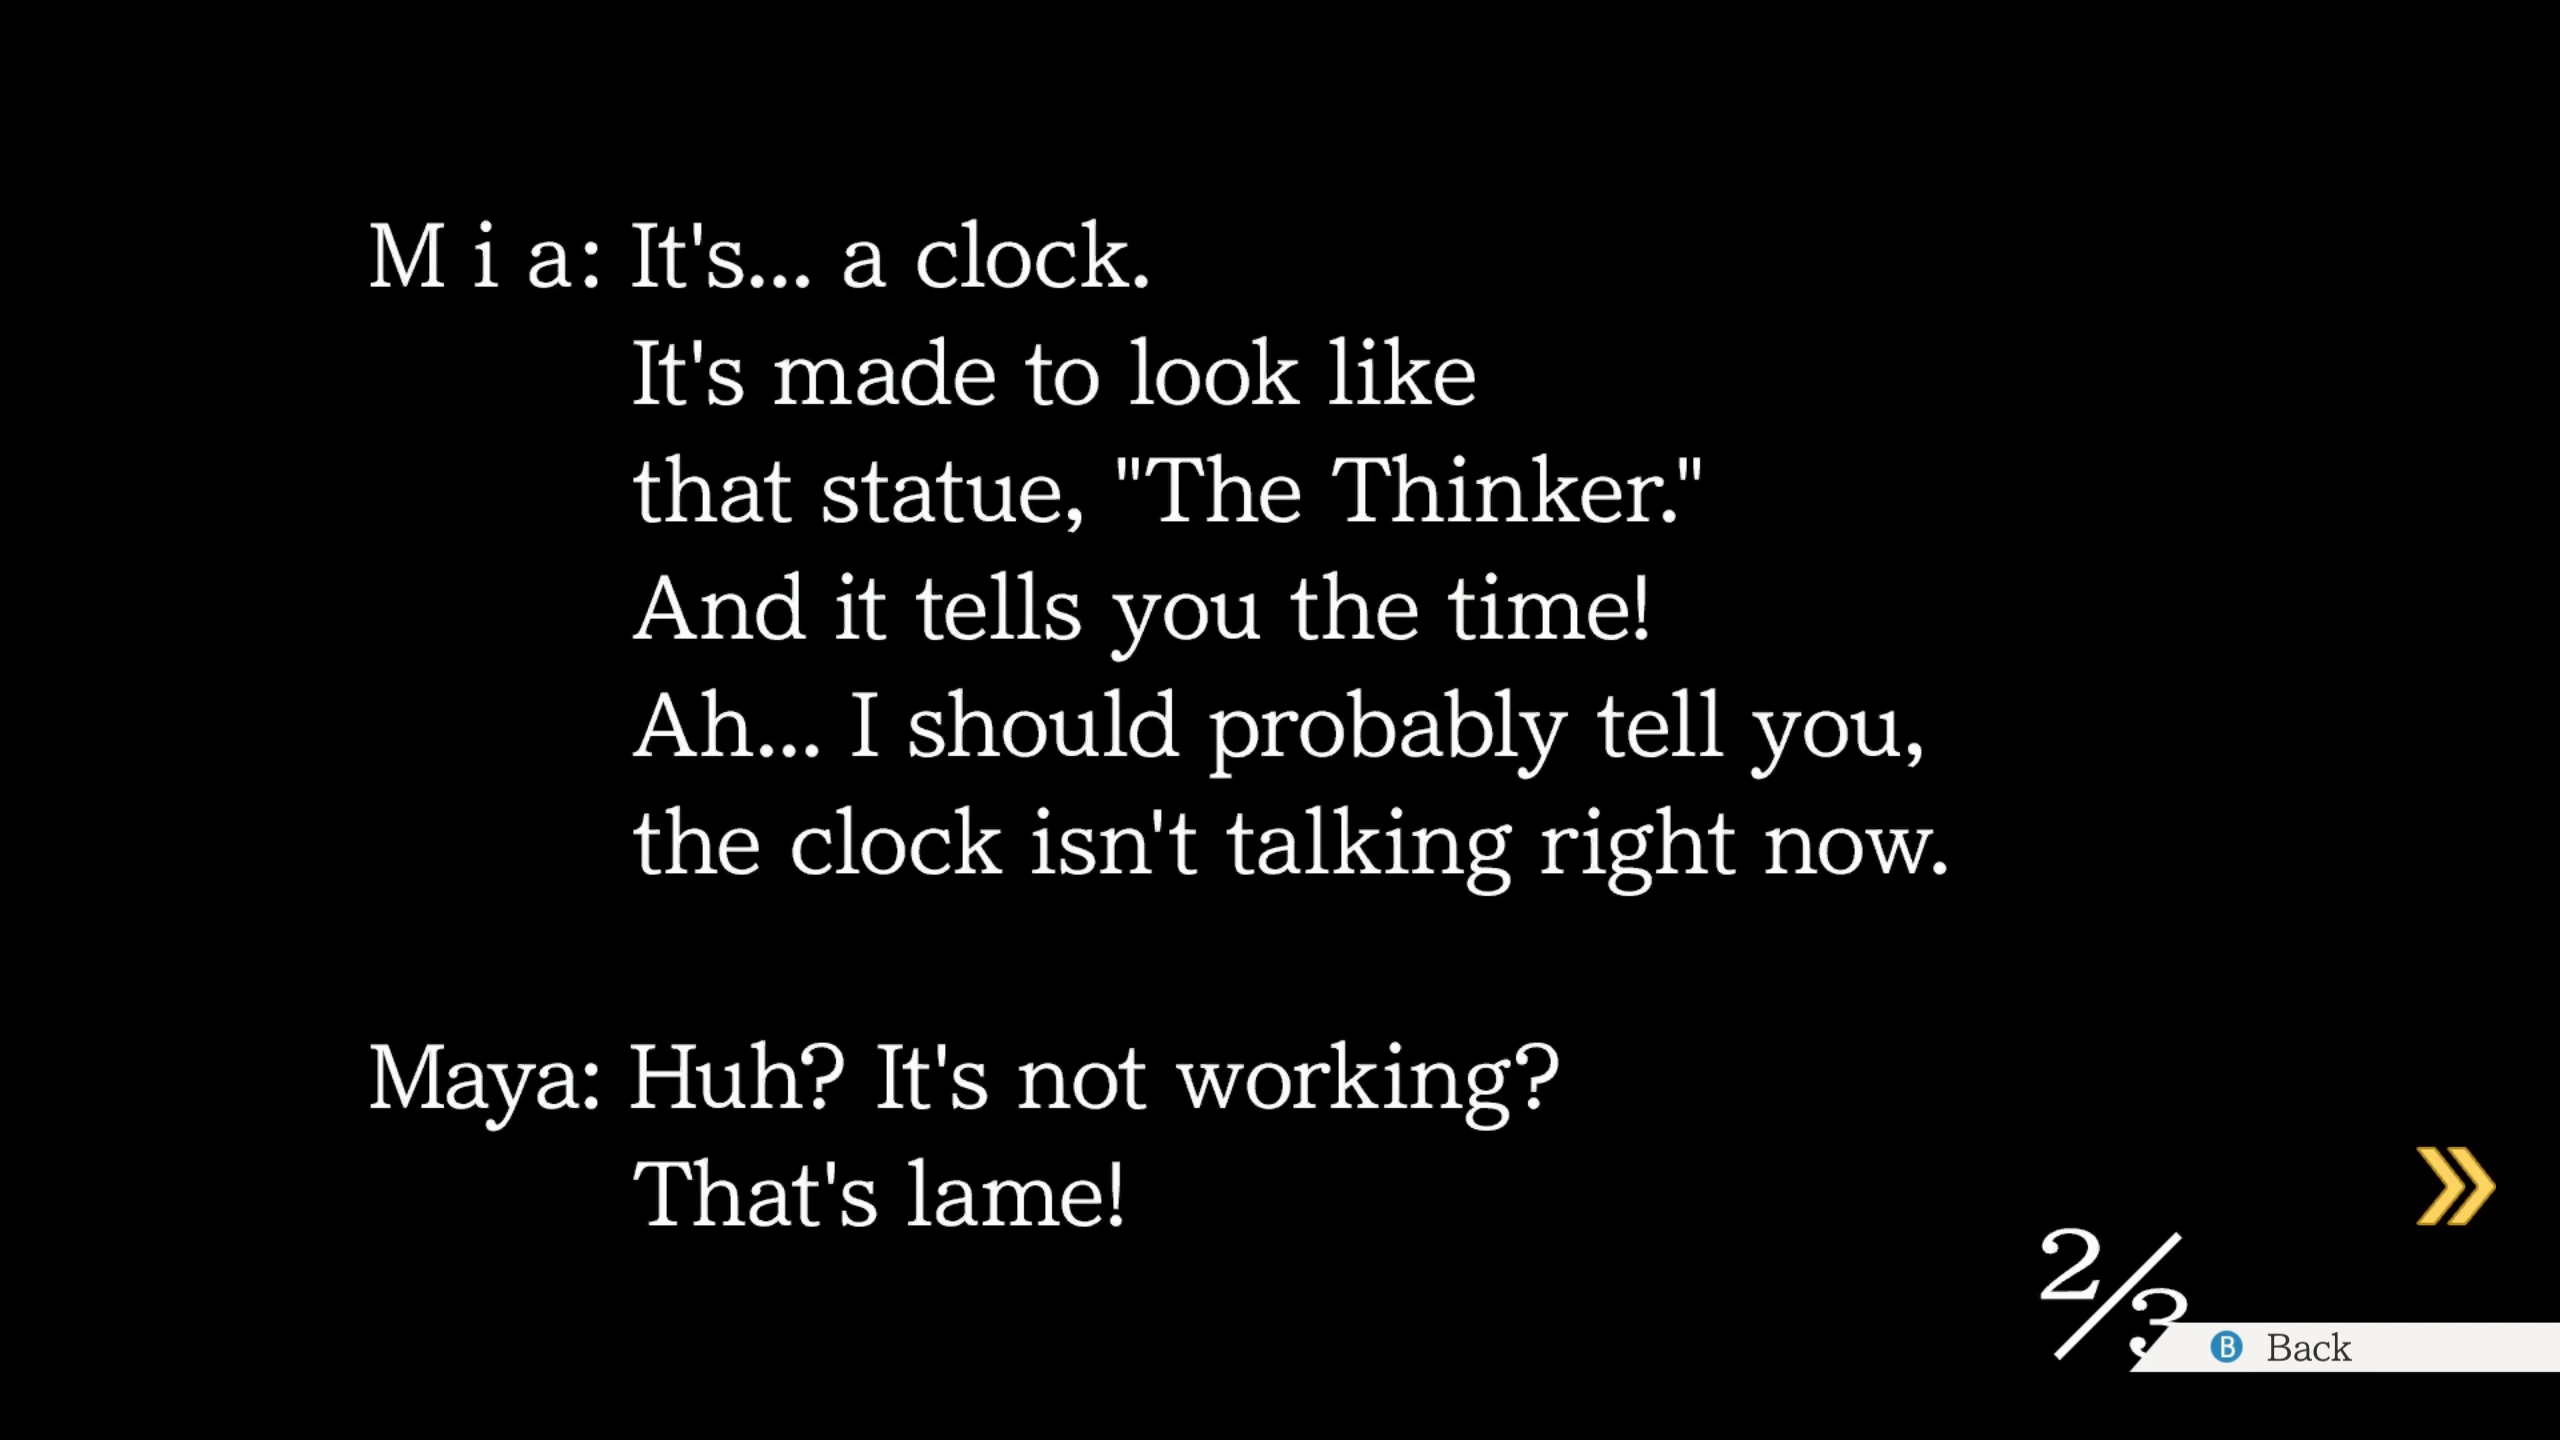 M i a: It's... a clock.
It's made to look like
that statue, "The Thinker."
And it tells you the time!
Ah... I should probably tell you,
the clock isn't talking right now.
Maya: Huh? It's not working?
That's lame!
2/3
B Back